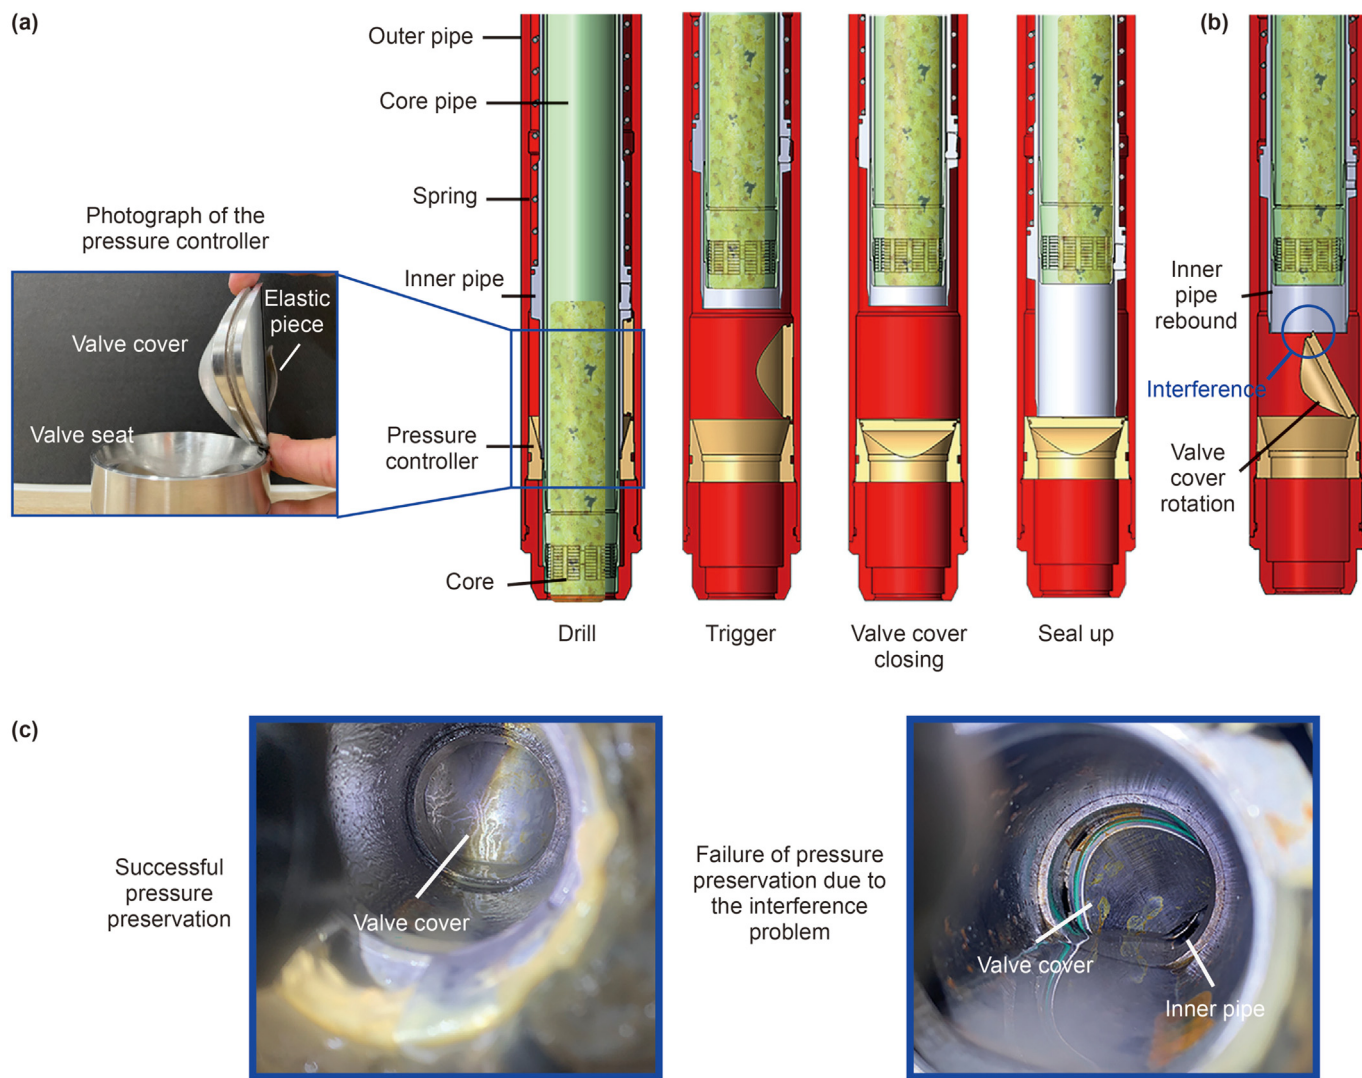 (a)
Outer pipe
Core pipe
Spring
Inner pipe
Pressure
controller
Core
Photograph of the
pressure controller
Valve cover
Elastic
piece
Valve seat
Drill
Trigger
Valve cover
closing
Seal up
(b)
Inner
pipe
rebound
Interference
Valve
cover
rotation
(c)
Successful
pressure
preservation
Valve cover
Failure of pressure
preservation due to
the interference
problem
Valve cover
Inner pipe